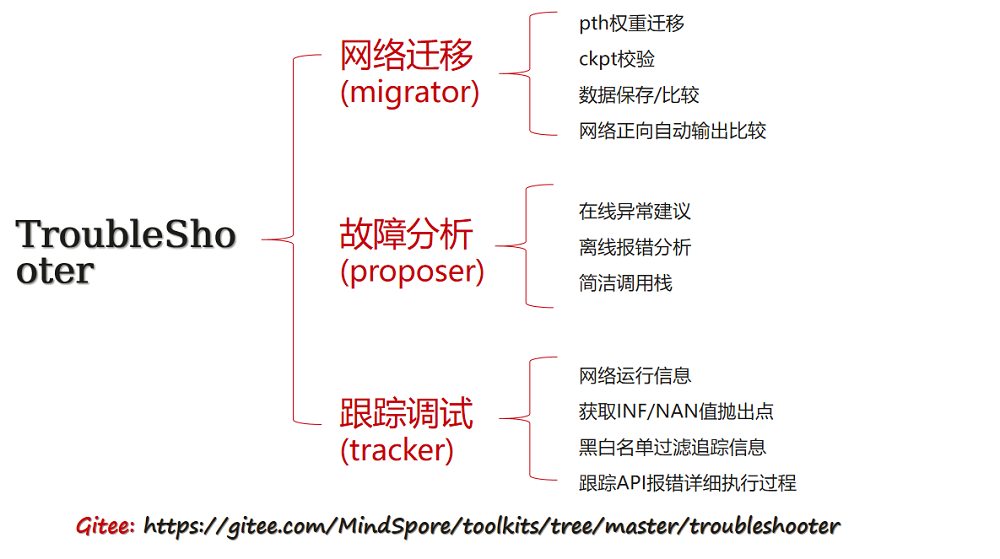 TroubleSho
oter
网络迁移
(migrator)
pth权重迁移
ckpt校验
数据保存/比较
网络正向自动输出比较
故障分析
(proposer)
在线异常建议
离线报错分析
简洁调用栈
跟踪调试
(tracker)
网络运行信息
获取INF/NAN值抛出点
黑白名单过滤追踪信息
跟踪API报错详细执行过程
Gitee: https://gitee.com/MindSpore/toolkits/tree/master/troubleshooter